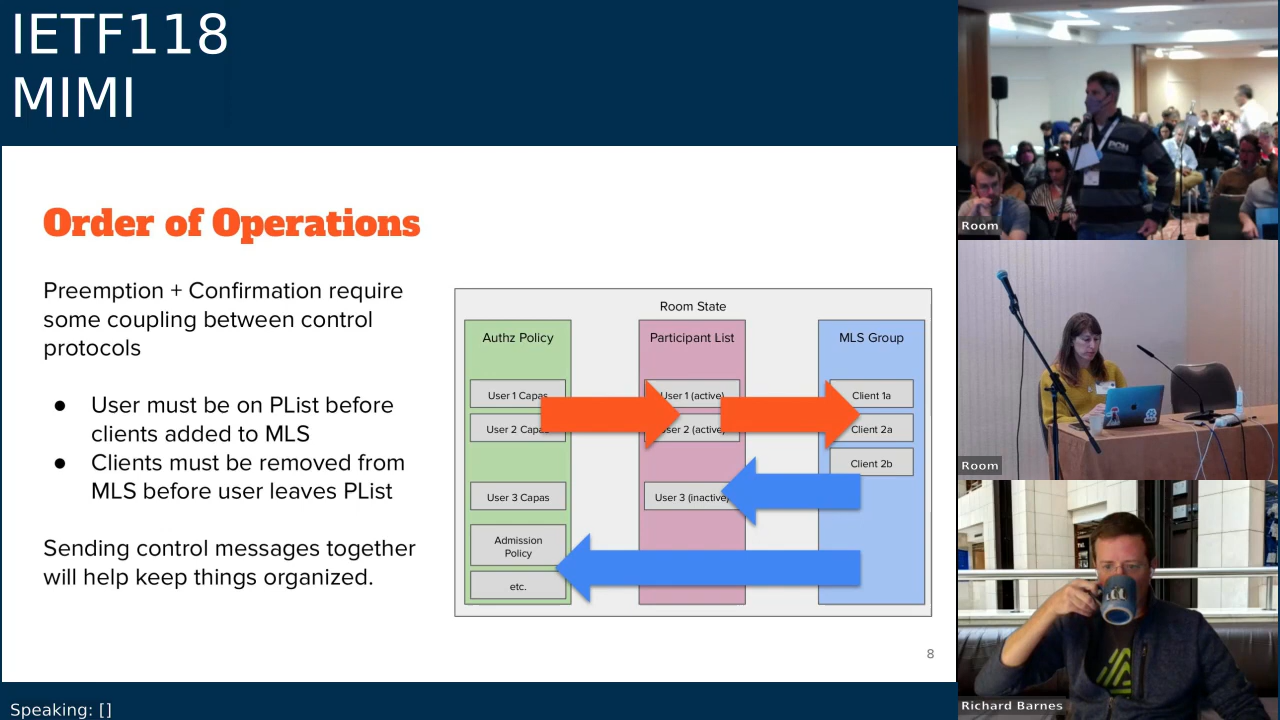 IETF118
MIMI
Order of Operations
Preemption + Confirmation require
some coupling between control
protocols
● User must be on PList before
clients added to MLS
● Clients must be removed from
MLS before user leaves PList
Sending control messages together
will help keep things organized.
Room State
Authz Policy
Participant List
MLS Group
User 1 Capas
User 1 (active)
Client 1a
User 2 Capas
User 2 (active)
Client 2a
Client 2b
User 3 Capas
User 3 (inactive)
Admission
Policy
etc.
8
Speaking: []
Room
Room
Richard Barnes